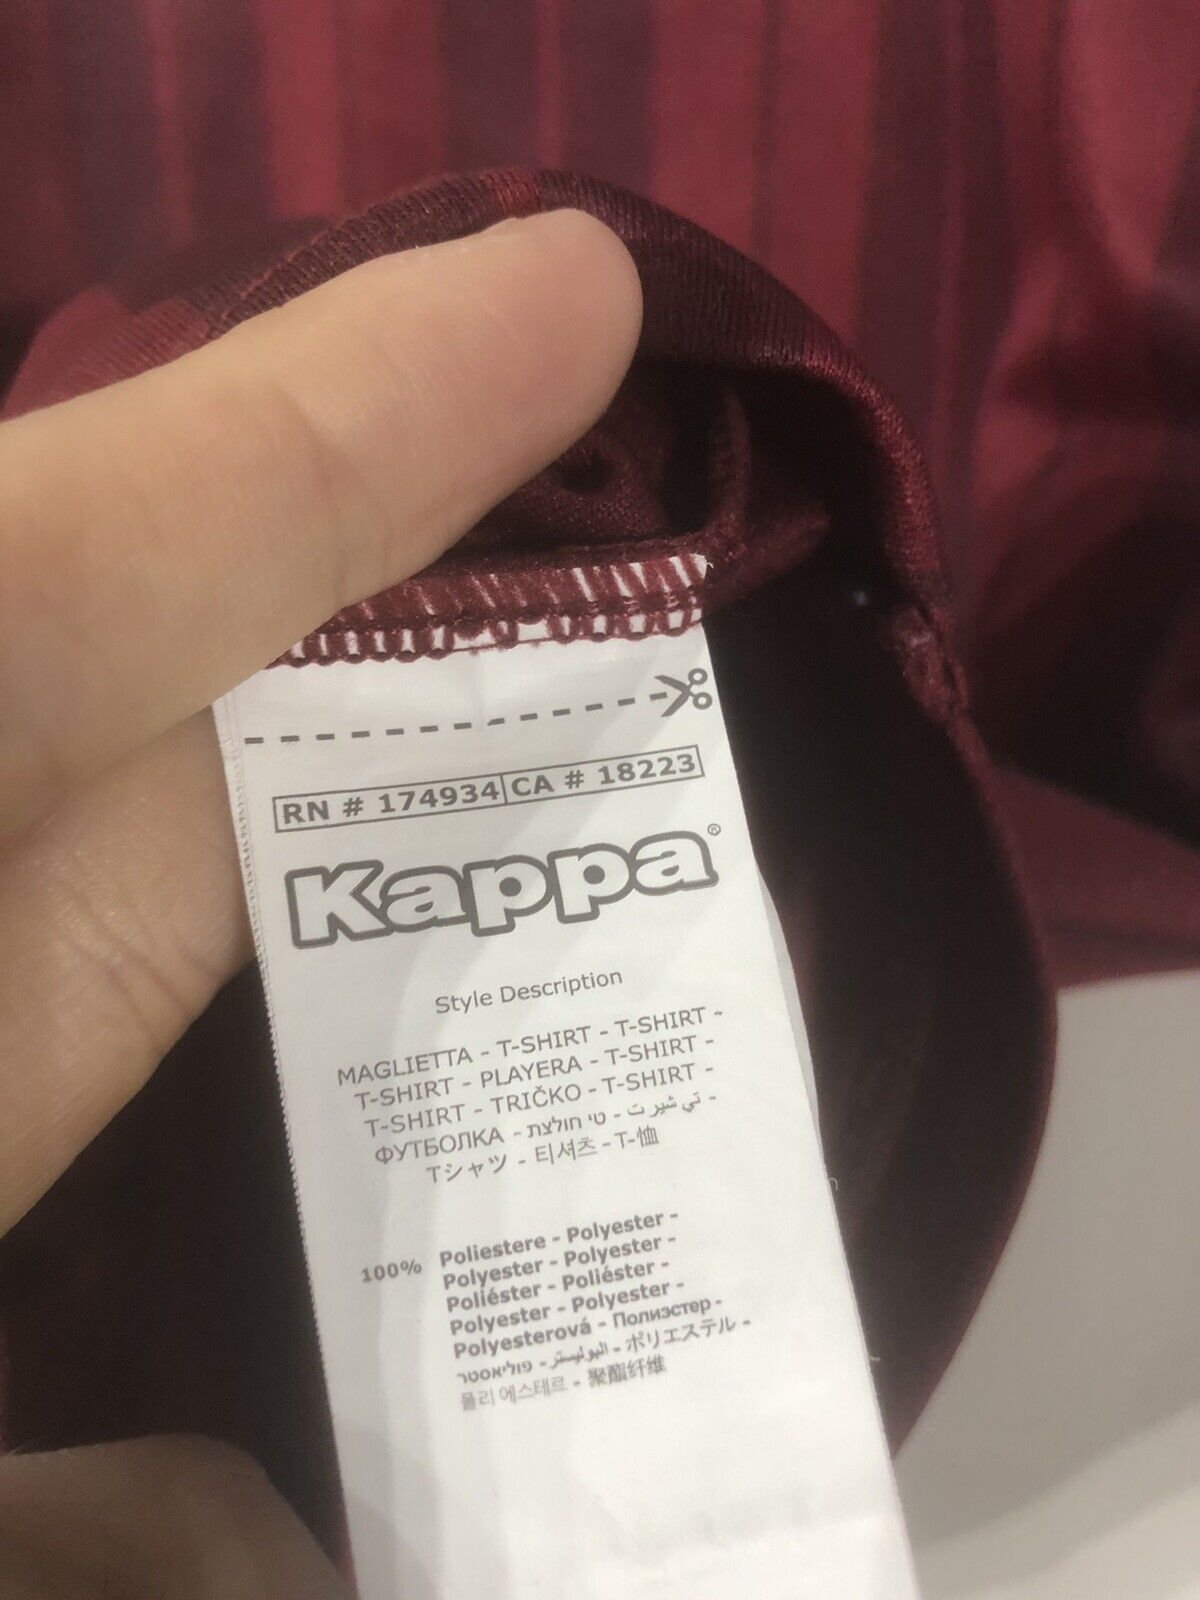 RN # 174934 CA # 18223
Kappa®
Style Description
MAGLIETTA - T-SHIRT - T-SHIRT -
T-SHIRT - PLAYERA - T-SHIRT -
T-SHIRT - TRIČKO - T-SHIRT -
ФУТБОЛКА - טי חולצת - تي شيرت -
Tシャツ - 티셔츠 - T-恤
100% Poliestere - Polyester -
Polyester - Polyester -
Poliéster - Poliéster -
Polyester - Polyester -
Polyesterová - Полиэстер -
פוליאסטר - البوليستر - ポリエステル -
폴리 에스테르 - 聚酯纤维